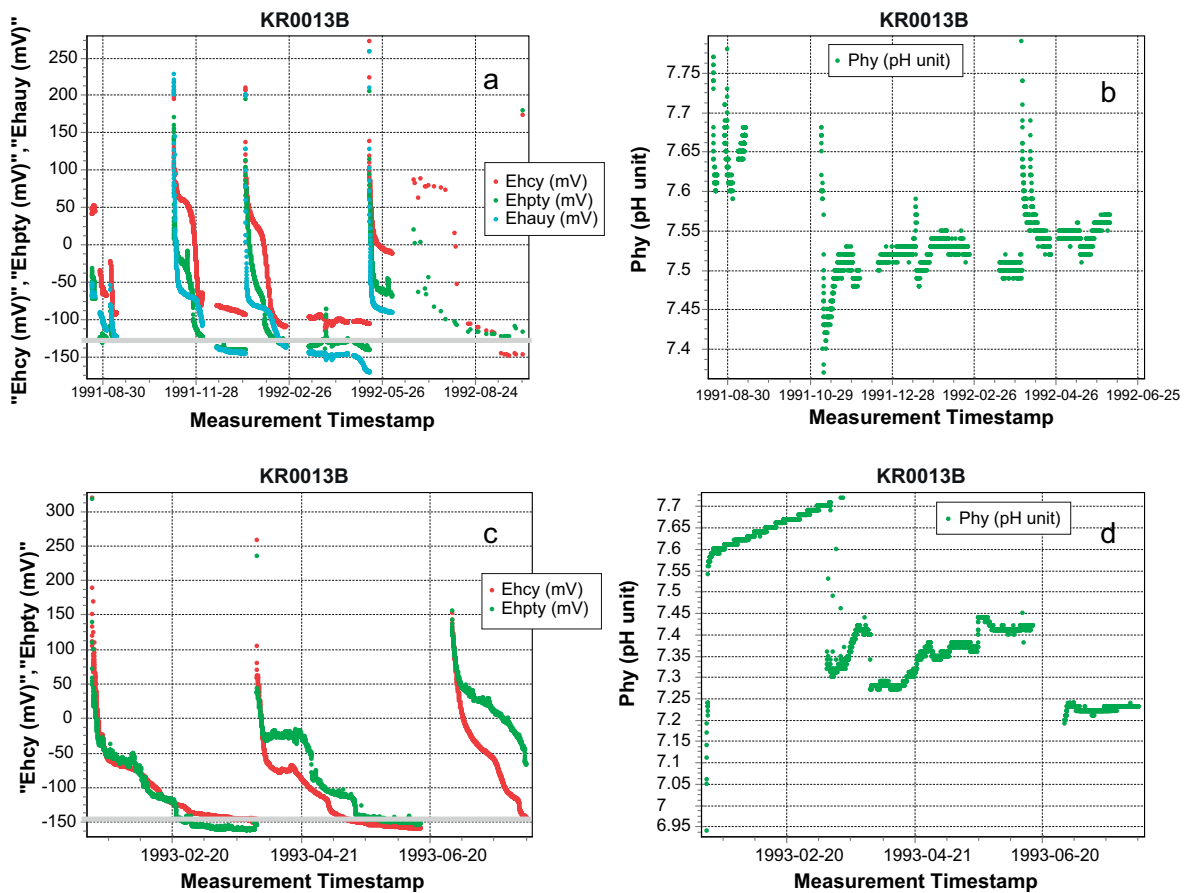 KR0013B
"Ehcy (mV)","Ehpty (mV)","Ehauy (mV)"
250
200
150
100
50
0
-50
-100
-150
a
Ehcy (mV)
Ehpty (mV)
Ehauy (mV)
1991-08-30 1991-11-28 1992-02-26 1992-05-26 1992-08-24
Measurement Timestamp
KR0013B
Phy (pH unit)
7.75
7.7
7.65
7.6
7.55
7.5
7.45
7.4
Phy (pH unit)
b
1991-08-30 1991-10-29 1991-12-28 1992-02-26 1992-04-26 1992-06-25
Measurement Timestamp
KR0013B
"Ehcy (mV)","Ehpty (mV)"
300
250
200
150
100
50
0
-50
-100
-150
c
Ehcy (mV)
Ehpty (mV)
1993-02-20 1993-04-21 1993-06-20
Measurement Timestamp
KR0013B
Phy (pH unit)
7.7
7.65
7.6
7.55
7.5
7.45
7.4
7.35
7.3
7.25
7.2
7.15
7.1
7.05
7
6.95
Phy (pH unit)
d
1993-02-20 1993-04-21 1993-06-20
Measurement Timestamp